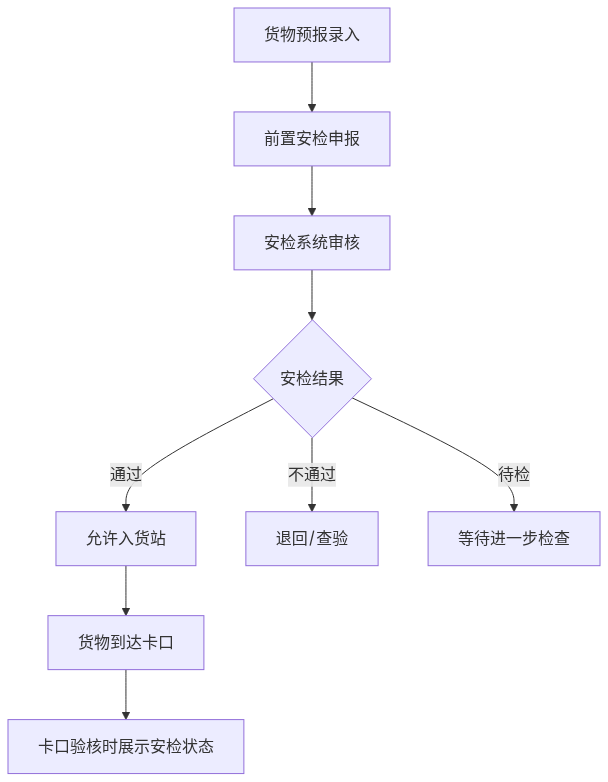 货物预报录入
前置安检申报
安检系统审核
安检结果
通过
不通过
待检
允许入货站
退回/查验
等待进一步检查
货物到达卡口
卡口验核时展示安检状态